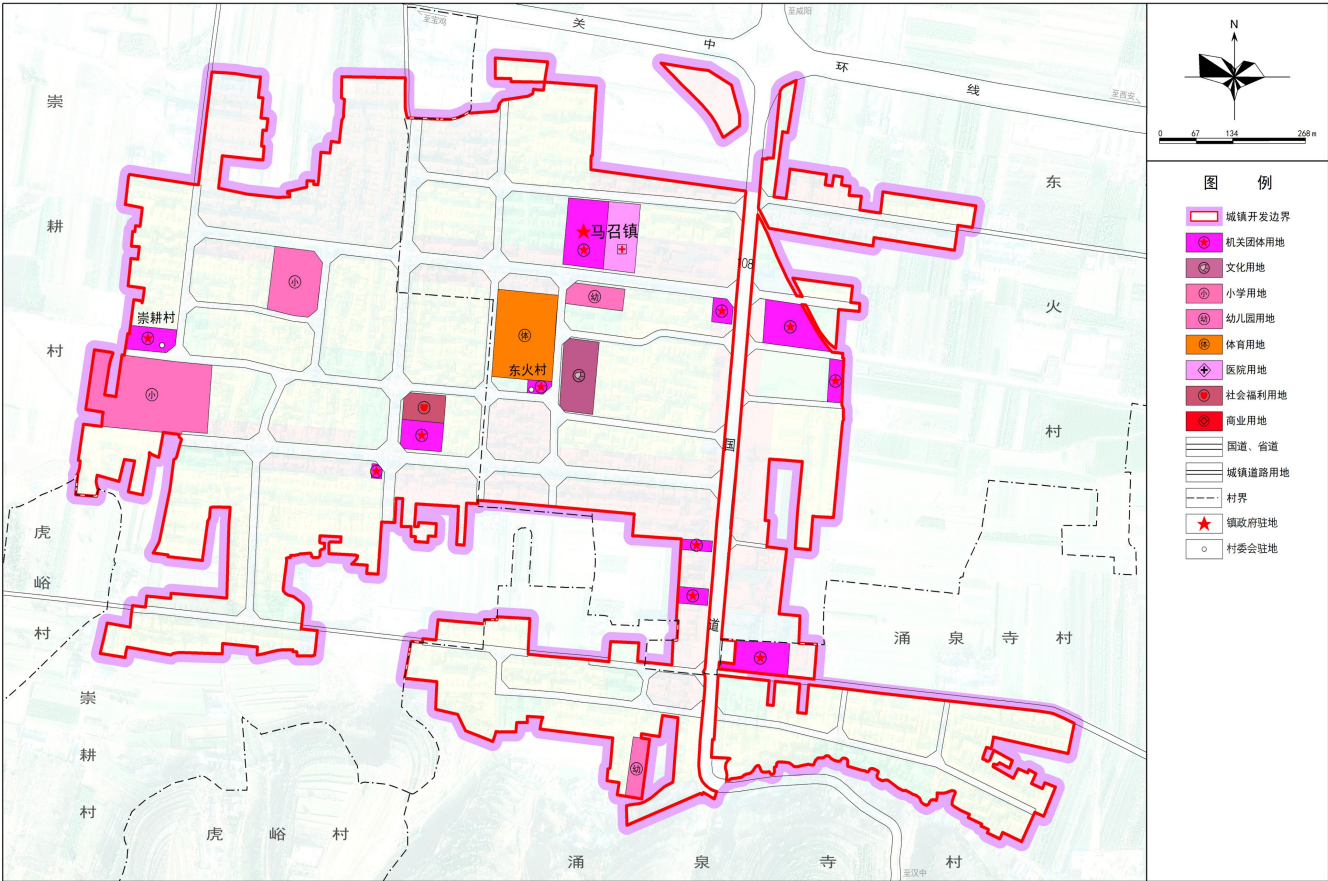 至宝鸡
关中环线
至咸阳
至西安
N
0 67 134 268 m
图 例
城镇开发边界
机关团体用地
文化用地
小 小学用地
幼 幼儿园用地
体 体育用地
医院用地
社会福利用地
商业用地
国道、省道
城镇道路用地
村界
镇政府驻地
村委会驻地
崇耕村
东火村
马召镇
小
幼
108国道
崇耕村
体
东火村
小
虎峪村
涌泉寺村
崇耕村
幼
虎峪村
涌泉寺村
至汉中